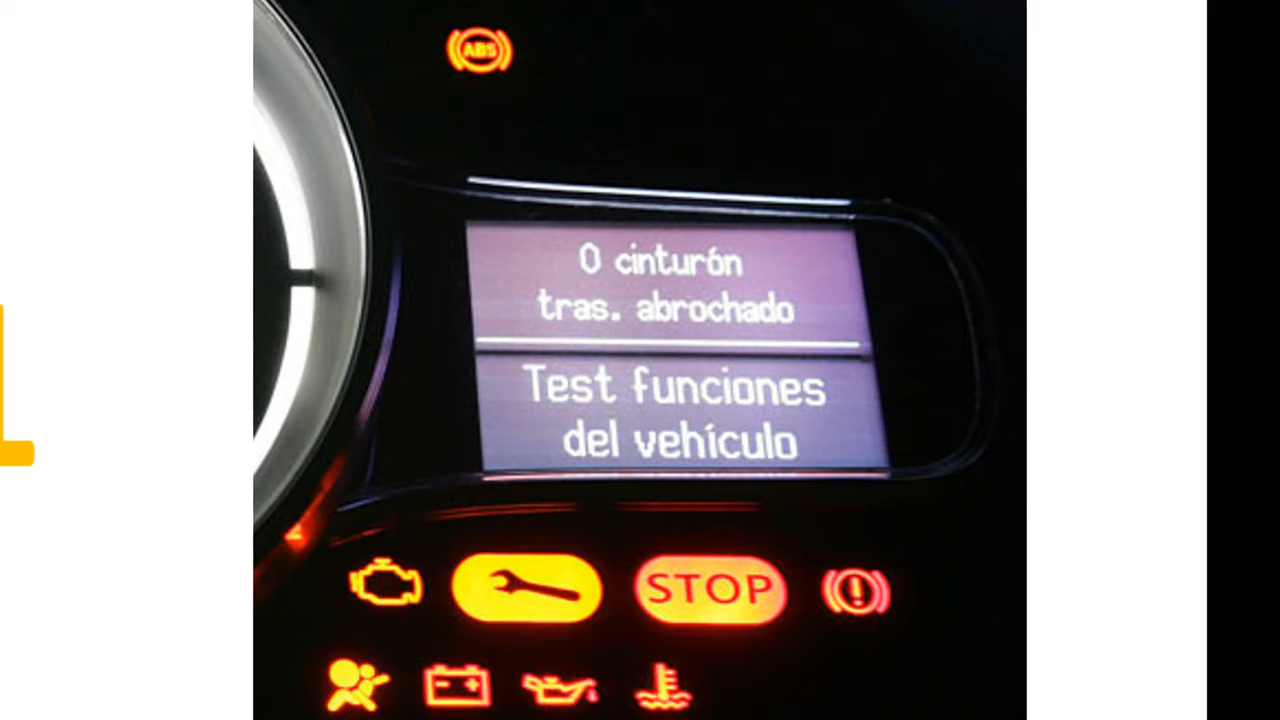 ABS
0 cinturón
tras. abrochado
Test funciones
del vehículo
STOP